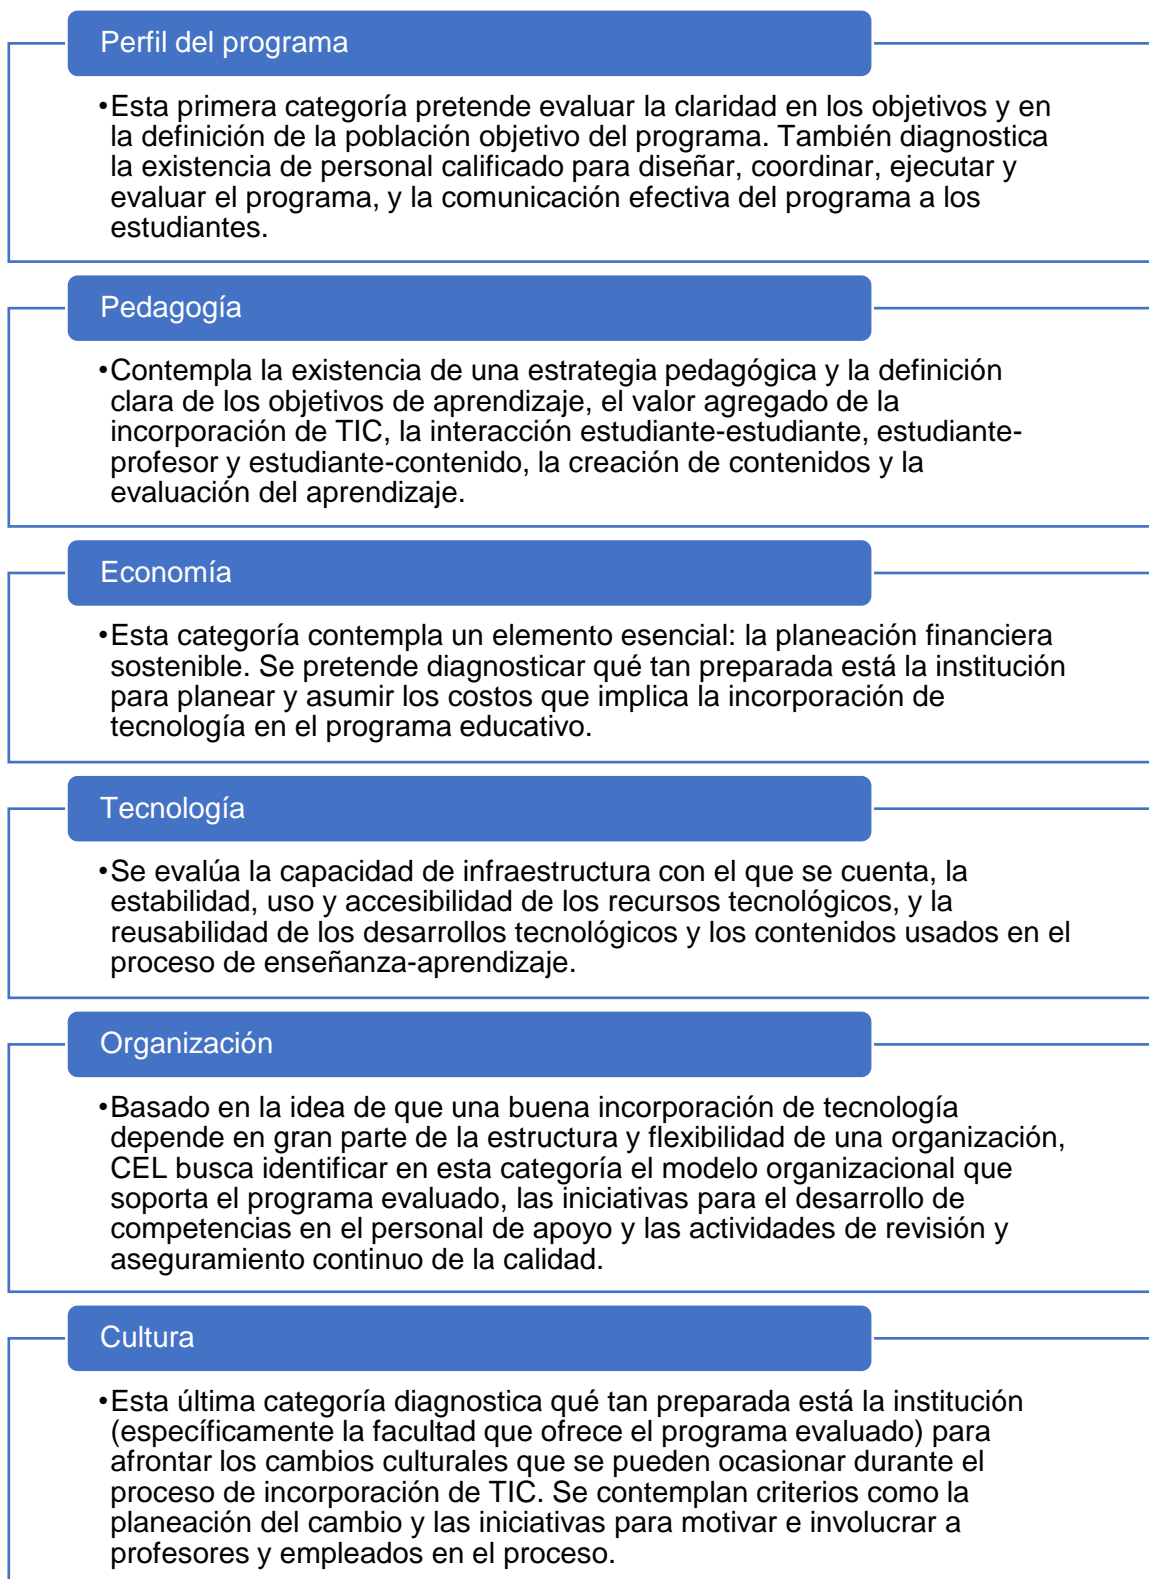 Perfil del programa
•Esta primera categoría pretende evaluar la claridad en los objetivos y en
la definición de la población objetivo del programa. También diagnostica
la existencia de personal calificado para diseñar, coordinar, ejecutar y
evaluar el programa, y la comunicación efectiva del programa a los
estudiantes.
Pedagogía
•Contempla la existencia de una estrategia pedagógica y la definición
clara de los objetivos de aprendizaje, el valor agregado de la
incorporación de TIC, la interacción estudiante-estudiante, estudiante-
profesor y estudiante-contenido, la creación de contenidos y la
evaluación del aprendizaje.
Economía
•Esta categoría contempla un elemento esencial: la planeación financiera
sostenible. Se pretende diagnosticar qué tan preparada está la institución
para planear y asumir los costos que implica la incorporación de
tecnología en el programa educativo.
Tecnología
•Se evalúa la capacidad de infraestructura con el que se cuenta, la
estabilidad, uso y accesibilidad de los recursos tecnológicos, y la
reusabilidad de los desarrollos tecnológicos y los contenidos usados en el
proceso de enseñanza-aprendizaje.
Organización
•Basado en la idea de que una buena incorporación de tecnología
depende en gran parte de la estructura y flexibilidad de una organización,
CEL busca identificar en esta categoría el modelo organizacional que
soporta el programa evaluado, las iniciativas para el desarrollo de
competencias en el personal de apoyo y las actividades de revisión y
aseguramiento continuo de la calidad.
Cultura
•Esta última categoría diagnostica qué tan preparada está la institución
(específicamente la facultad que ofrece el programa evaluado) para
afrontar los cambios culturales que se pueden ocasionar durante el
proceso de incorporación de TIC. Se contemplan criterios como la
planeación del cambio y las iniciativas para motivar e involucrar a
profesores y empleados en el proceso.